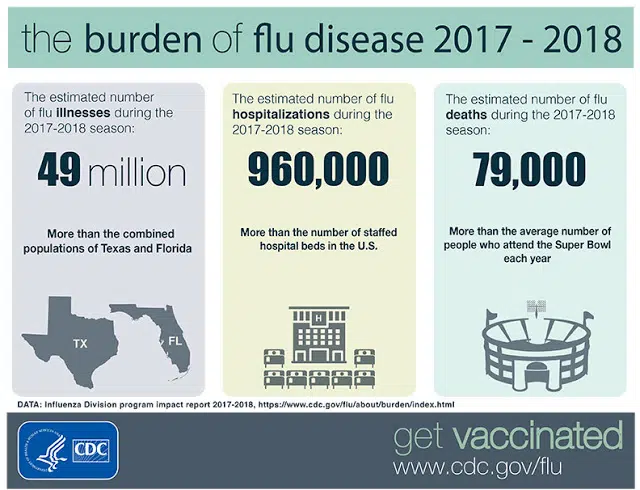 the burden of flu disease 2017 - 2018
The estimated number
of flu illnesses during the
2017-2018 season:
49 million
More than the combined
populations of Texas and Florida
TX
FL
The estimated number of flu
hospitalizations during the
2017-2018 season:
960,000
More than the number of staffed
hospital beds in the U.S.
H
The estimated number of flu
deaths during the 2017-2018
season:
79,000
More than the average number of
people who attend the Super Bowl
each year
DATA: Influenza Division program impact report 2017-2018, https://www.cdc.gov/flu/about/burden/index.html
CDC
get vaccinated
www.cdc.gov/flu